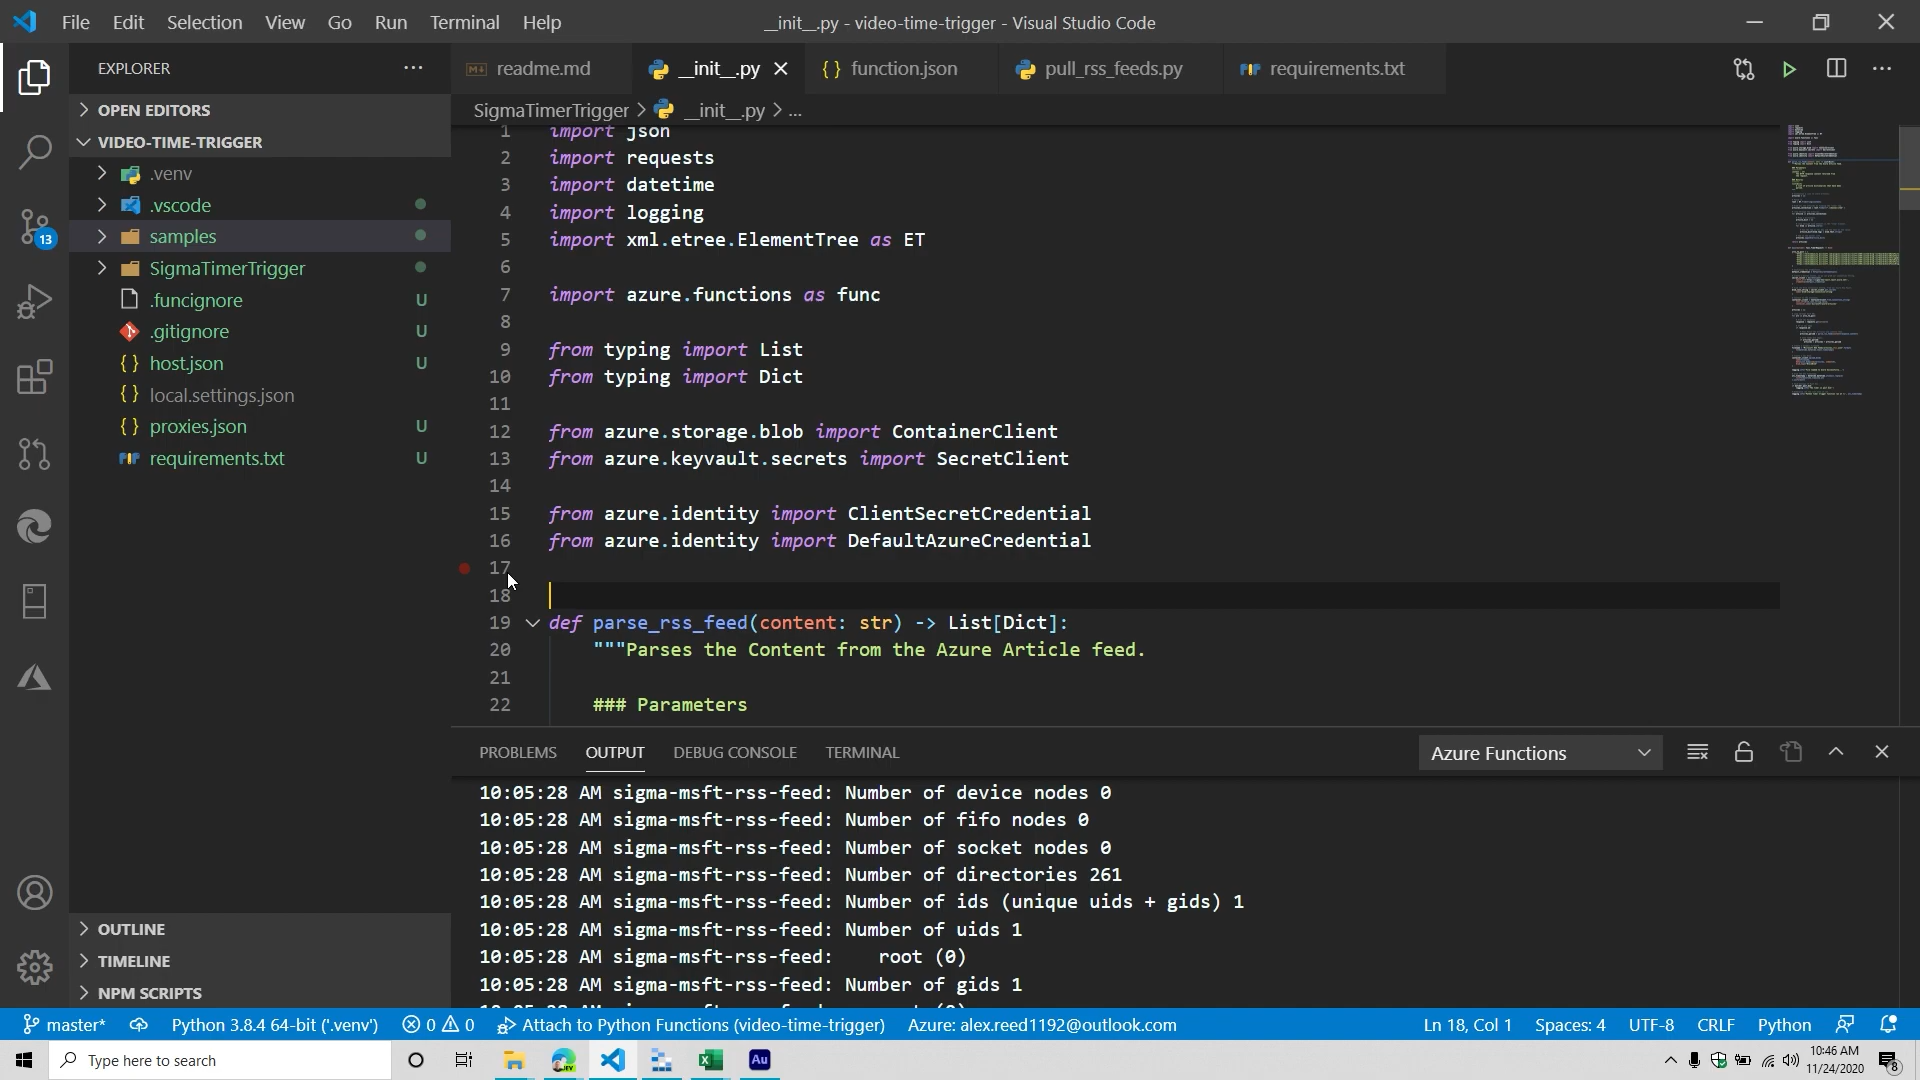 File Edit Selection View Go Run Terminal Help
__init__.py - video-time-trigger - Visual Studio Code
EXPLORER
readme.md
__init__.py
{ } function.json
pull_rss_feeds.py
requirements.txt
OPEN EDITORS
VIDEO-TIME-TRIGGER
.venv
.vscode
samples
SigmaTimerTrigger
.funcignore U
.gitignore U
{ } host.json U
{ } local.settings.json
{ } proxies.json U
requirements.txt U
13
OUTLINE
TIMELINE
NPM SCRIPTS
SigmaTimerTrigger > __init__.py > ...
1 import json
2 import requests
3 import datetime
4 import logging
5 import xml.etree.ElementTree as ET
6
7 import azure.functions as func
8
9 from typing import List
10 from typing import Dict
11
12 from azure.storage.blob import ContainerClient
13 from azure.keyvault.secrets import SecretClient
14
15 from azure.identity import ClientSecretCredential
16 from azure.identity import DefaultAzureCredential
17
18
19 def parse_rss_feed(content: str) -> List[Dict]:
20 """Parses the Content from the Azure Article feed.
21
22 ### Parameters
PROBLEMS OUTPUT DEBUG CONSOLE TERMINAL
Azure Functions
10:05:28 AM sigma-msft-rss-feed: Number of device nodes 0
10:05:28 AM sigma-msft-rss-feed: Number of fifo nodes 0
10:05:28 AM sigma-msft-rss-feed: Number of socket nodes 0
10:05:28 AM sigma-msft-rss-feed: Number of directories 261
10:05:28 AM sigma-msft-rss-feed: Number of ids (unique uids + gids) 1
10:05:28 AM sigma-msft-rss-feed: Number of uids 1
10:05:28 AM sigma-msft-rss-feed: root (0)
10:05:28 AM sigma-msft-rss-feed: Number of gids 1
master* Python 3.8.4 64-bit ('.venv') 0 0 Attach to Python Functions (video-time-trigger) Azure: alex.reed1192@outlook.com
Ln 18, Col 1 Spaces: 4 UTF-8 CRLF Python
Type here to search
Au
10:46 AM
11/24/2020
8